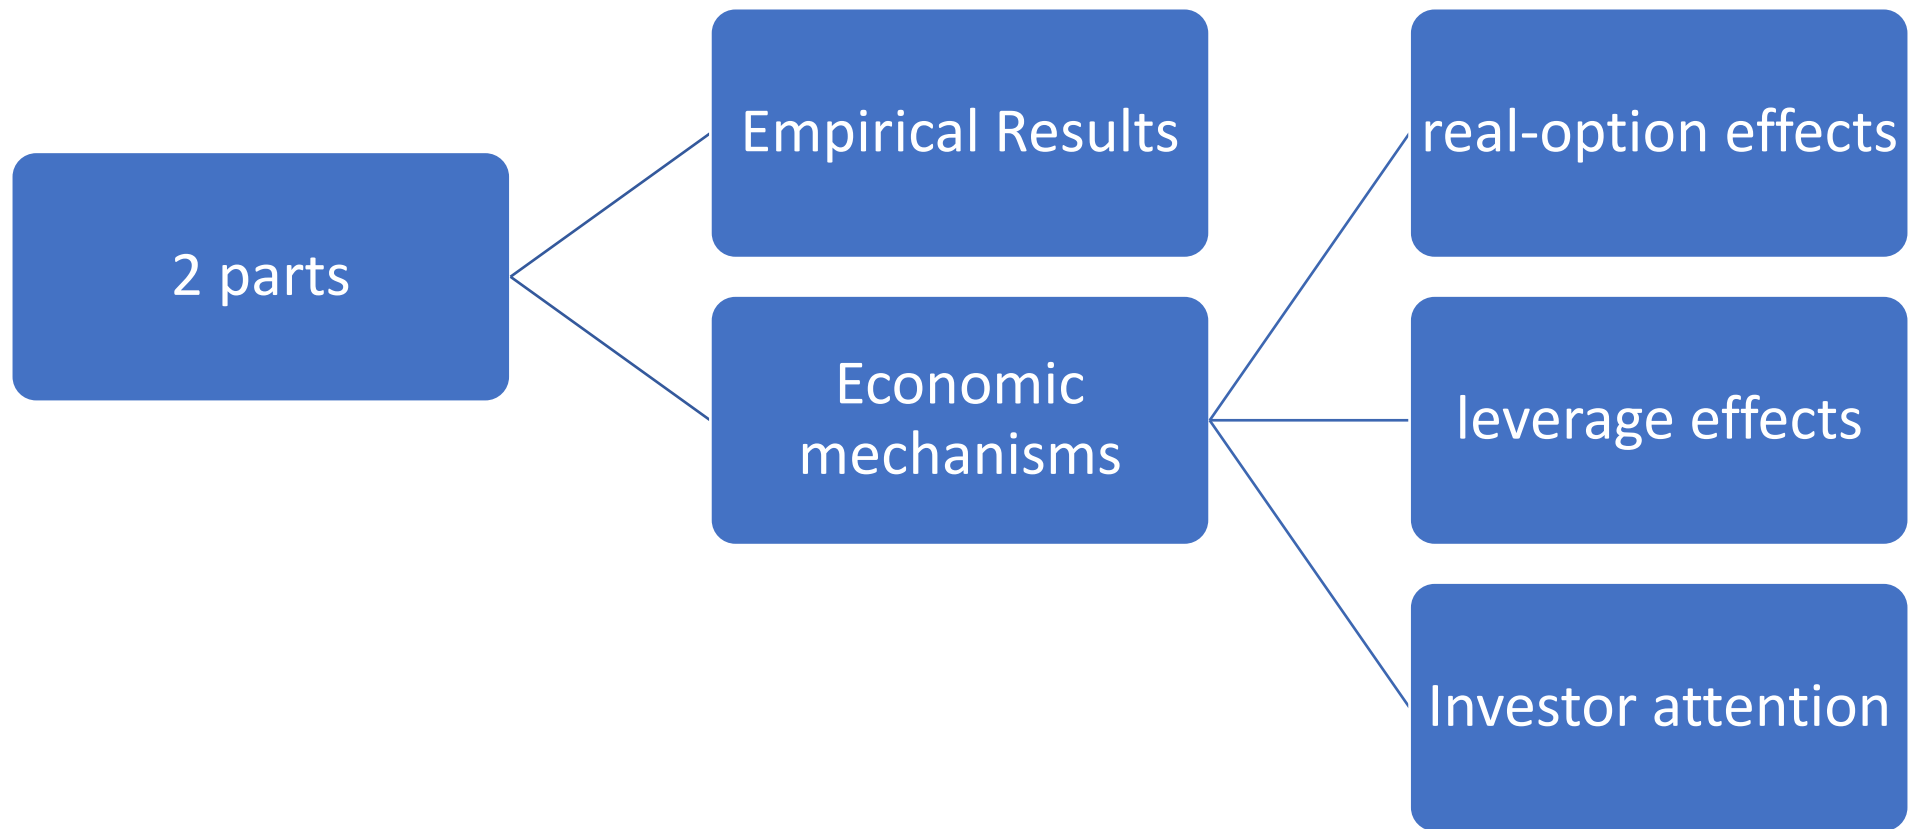 2 parts
Empirical Results
Economic
mechanisms
real-option effects
leverage effects
Investor attention